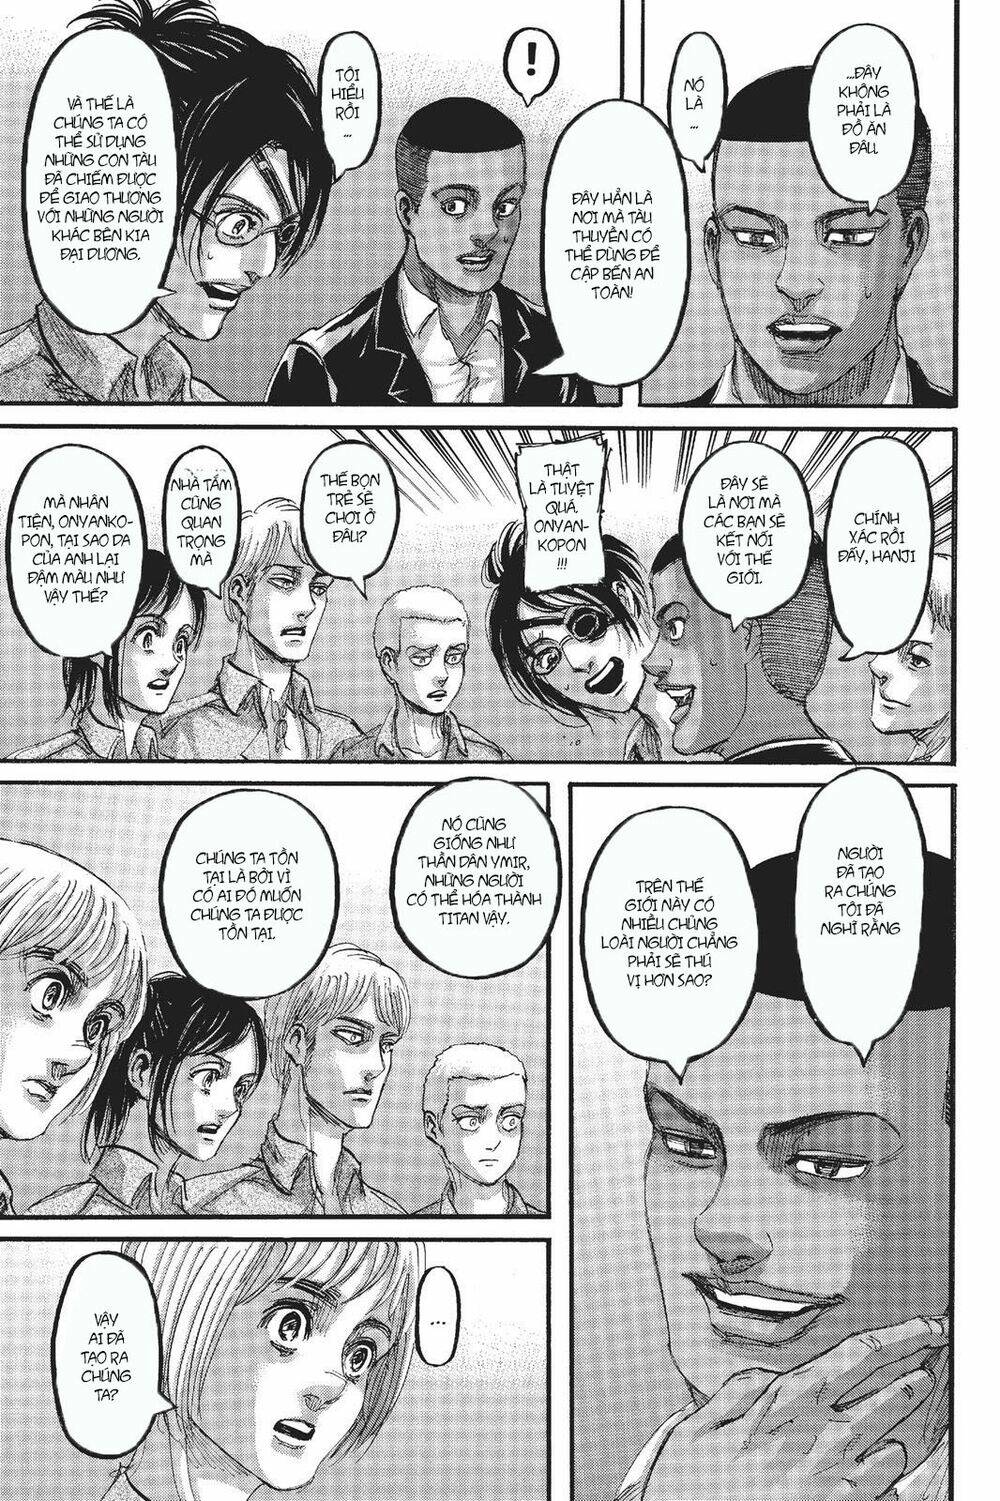 ...ĐÂY
KHÔNG
PHẢI LÀ
ĐỒ ĂN
ĐÂU.
NÓ
LÀ
...
!
ĐÂY HẲN LÀ
NƠI MÀ TÀU
THUYỀN CÓ
THỂ DÙNG ĐỂ
CẬP BẾN AN
TOÀN!
TÔI
HIỂU
RỒI
...
VÀ THẾ LÀ
CHÚNG TA CÓ
THỂ SỬ DỤNG
NHỮNG CON TÀU
ĐÃ CHIẾM ĐƯỢC
ĐỂ GIAO THƯƠNG
VỚI NHỮNG NGƯỜI
KHÁC BÊN KIA
ĐẠI DƯƠNG.
CHÍNH
XÁC RỒI
ĐẤY, HANJI
ĐÂY SẼ
LÀ NƠI MÀ
CÁC BẠN SẼ
KẾT NỐI
VỚI THẾ
GIỚI.
THẬT
LÀ TUYỆT
QUÁ,
ONYAN-
KOPON
!!!
THẾ BỌN
TRẺ SẼ
CHƠI Ở
ĐÂU?
NHÀ TẮM
CŨNG
QUAN
TRỌNG
MÀ
MÀ NHÂN
TIỆN, ONYANKO-
PON, TẠI SAO DA
CỦA ANH LẠI
ĐẬM MÀU NHƯ
VẬY THẾ?
NGƯỜI
ĐÃ TẠO
RA CHÚNG
TÔI ĐÃ
NGHĨ RẰNG
TRÊN THẾ
GIỚI NÀY CÓ
NHIỀU CHỦNG
LOÀI NGƯỜI CHẲNG
PHẢI SẼ THÚ
VỊ HƠN SAO?
NÓ CŨNG
GIỐNG NHƯ
THẦN DÂN YMIR,
NHỮNG NGƯỜI
CÓ THỂ HÓA THÀNH
TITAN VẬY.
CHÚNG TA TỒN
TẠI LÀ BỞI VÌ
CÓ AI ĐÓ MUỐN
CHÚNG TA ĐƯỢC
TỒN TẠI.
...
VẬY
AI ĐÃ
TẠO RA
CHÚNG
TA?